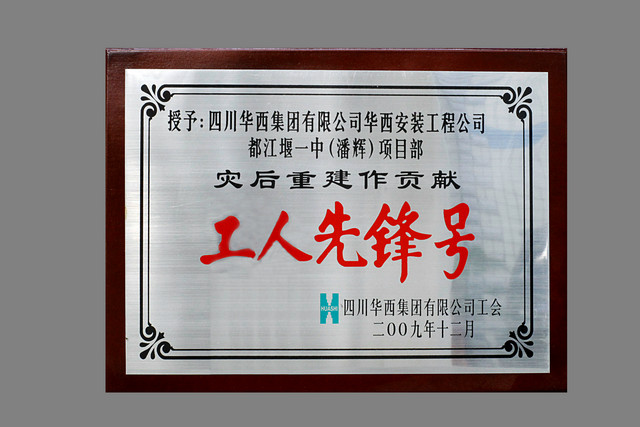 授予:四川华西集团有限公司华西安装工程公司
都江堰一中(潘辉)项目部
灾后重建作贡献
工人先锋号
HUASHI
四川华西集团有限公司工会
二00九年十二月